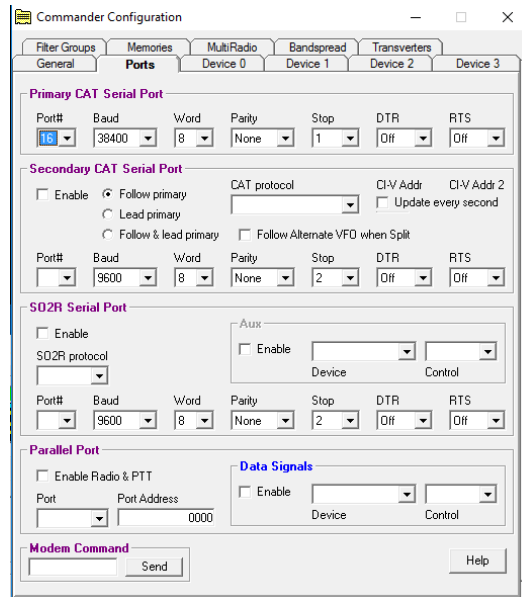 Commander Configuration
Filter Groups Memories MultiRadio Bandspread Transverters
General Ports Device 0 Device 1 Device 2 Device 3
Primary CAT Serial Port
Port# Baud Word Parity Stop DTR RTS
16 38400 8 None 1 Off Off
Secondary CAT Serial Port
Enable Follow primary CAT protocol CI-V Addr CI-V Addr 2
Lead primary Update every second
Follow & lead primary Follow Alternate VFO when Split
Port# Baud Word Parity Stop DTR RTS
9600 8 None 2 Off Off
SO2R Serial Port
Enable
SO2R protocol
Aux
Enable
Device Control
Port# Baud Word Parity Stop DTR RTS
9600 8 None 2 Off Off
Parallel Port
Enable Radio & PTT
Port Port Address
0000
Data Signals
Enable
Device Control
Modem Command
Send
Help